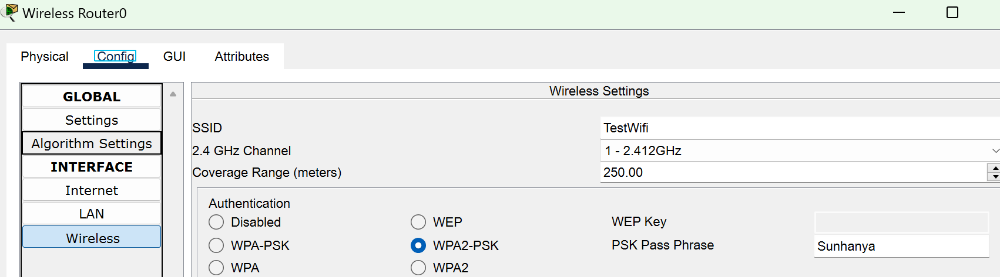 Wireless Router0
Physical Config GUI Attributes
GLOBAL
Settings
Algorithm Settings
INTERFACE
Internet
LAN
Wireless
Wireless Settings
SSID TestWifi
2.4 GHz Channel 1 - 2.412GHz
Coverage Range (meters) 250.00
Authentication
Disabled WEP WEP Key
WPA-PSK WPA2-PSK PSK Pass Phrase Sunhanya
WPA WPA2